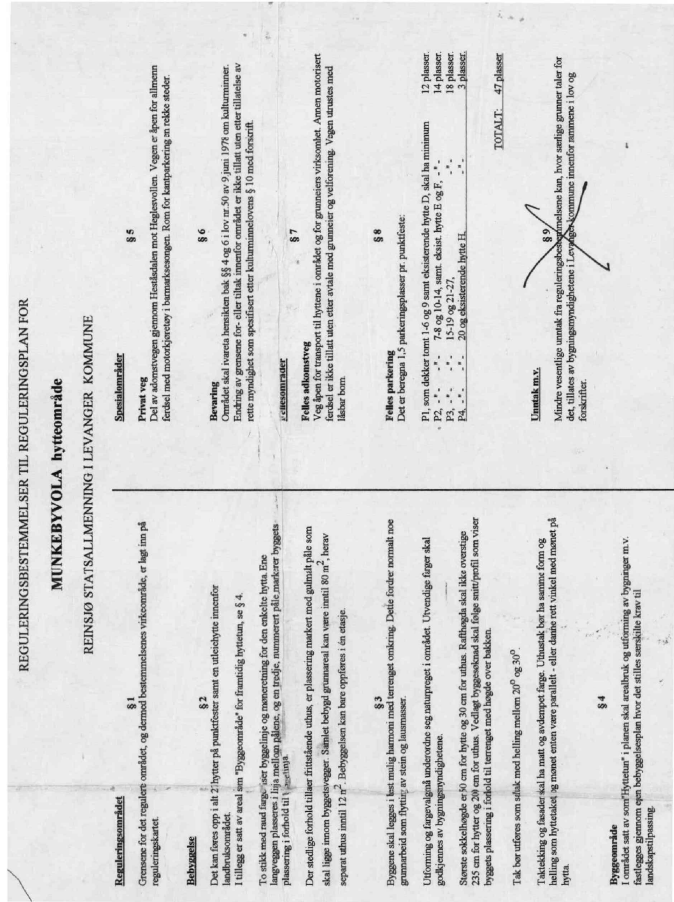 REGULERINGSBESTEMMELSER TIL REGULERINGSPLAN FOR
MUNKEBYVOLA hytteområde
REINSJØ STATSALLMENNING I LEVANGER KOMMUNE
Reguleringsområdet
§ 1
Grensene for det regulere området, og dermed bestemmelsenes virkeområde, er lagt inn på
reguleringskartet.
Bebyggelse
§ 2
Det kan føres opp i alt 2 hytter på punktfester samt en utleiehytte innenfor
landbruksområdet.
I tillegg er satt av areal som "Byggeområde" for framtidig hyttetun, se § 4.
To stikk med raud farge viser byggelinje og møneretning for den enkelte hytta. Ene
langveggen plasseres i linja mellom pålene, og en tredje, nummerert påle markerer byggets
plassering i forhold til
Der stedlige forhold tillater frittstående uthus, er plassering markert med gulmalt påle som
skal ligge innom byggetsvegger. Samlet bebygd grunnareal kan være inntil 80 m², herav
separat uthus inntil 12 m². Bebyggelsen kan bare oppføres i én etasje.
§ 3
Byggene skal legges i best mulig harmoni med terrenget omkring. Dette fordrer normalt noe
grunnarbeid som flytting av stein og lausmasser.
Utforming og fargevalgmå underordne seg naturpreget i området. Utvendige farger skal
godkjennes av bygningsmyndighetene.
Største sokkelhøgde er 50 cm for hytte og 30 cm for uthus. Rafthøgda skal ikke overstige
235 cm for hytter og 200 cm for uthus. Vedlagt byggesøknad skal følge snitt/profil som viser
byggets plassering i forhold til terrenget med høgde over bakken.
Tak bør utføres som saltak med helling mellom 20° og 30°.
Taktekking og fasader skal ha matt og avdempet farge. Uthustak bør ha samme form og
helling som hyttetaket og mønet enten være parallelt - eller danne rett vinkel med mønet på
hytta.
§ 4
Byggeområde
I området satt av som"Hyttetun" i planen skal arealbruk og utforming av bygninger m.v.
fastlegges gjennom egen bebyggelsesplan hvor det stilles særskilte krav til
landskapstilpassing.
Spesialområder
§ 5
Privat veg
Del av adomstvegen gjennom Hestlådalen mot Heglesvollen. Vegen er åpen for allmenn
ferdsel med motorkjøretøy i barmarksesongen. Rom for kantparkering an rekke steder.
§ 6
Bevaring
Området skal ivareta hensikten bak §§ 4 og 6 i lov nr.50 av 9.juni 1978 om kulturminner.
Endring av grensene for- eller tiltak innenfor området er ikke tillatt uten etter tillatelse av
rette myndighet som spesifisert etter kulturminnelovens § 10 med forskrift.
Fellesområder
§ 7
Felles adkomstveg
Veg åpen for transport til hyttene i området og for grunneiers virksomhet. Annen motorisert
ferdsel er ikke tillatt uten etter avtale med grunneier og velforening. Vegen utrustes med
låsbar bom.
§ 8
Felles parkering
Det er beregna 1,5 parkeringsplasser pr. punktfeste:
P1, som dekker tomt 1-6 og 9 samt eksisterende hytte D, skal ha minimum 12 plasser.
P2, -"- -"- 7-8 og 10-14, samt. eksist. hytte E og F, -"- 14 plasser.
P3, -"- -"- 15-19 og 21-27, -"- -"- 18 plasser.
P4, -"- -"- 20 og eksisterende hytte H. -"- 3 plasser
TOTALT: 47 plasser
§ 9
Unntak m.v.
Mindre vesentlige unntak fra reguleringsbestemmelsene kan, hvor særlige grunner taler for
det, tillates av bygningsmyndighetene i Levanger kommune innenfor rammene i lov og
forskrifter.